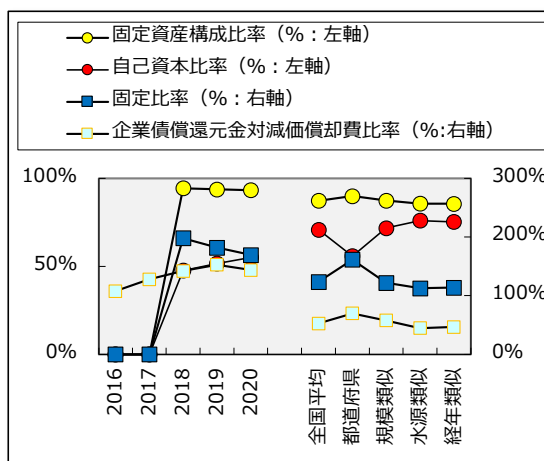 固定資産構成比率（%：左軸）
自己資本比率（%：左軸）
固定比率（%：右軸）
企業債償還元金対減価償却費比率（%:右軸）
100%
50%
0%
300%
200%
100%
0%
2016
2017
2018
2019
2020
全国平均
都道府県
規模類似
水源類似
経年類似